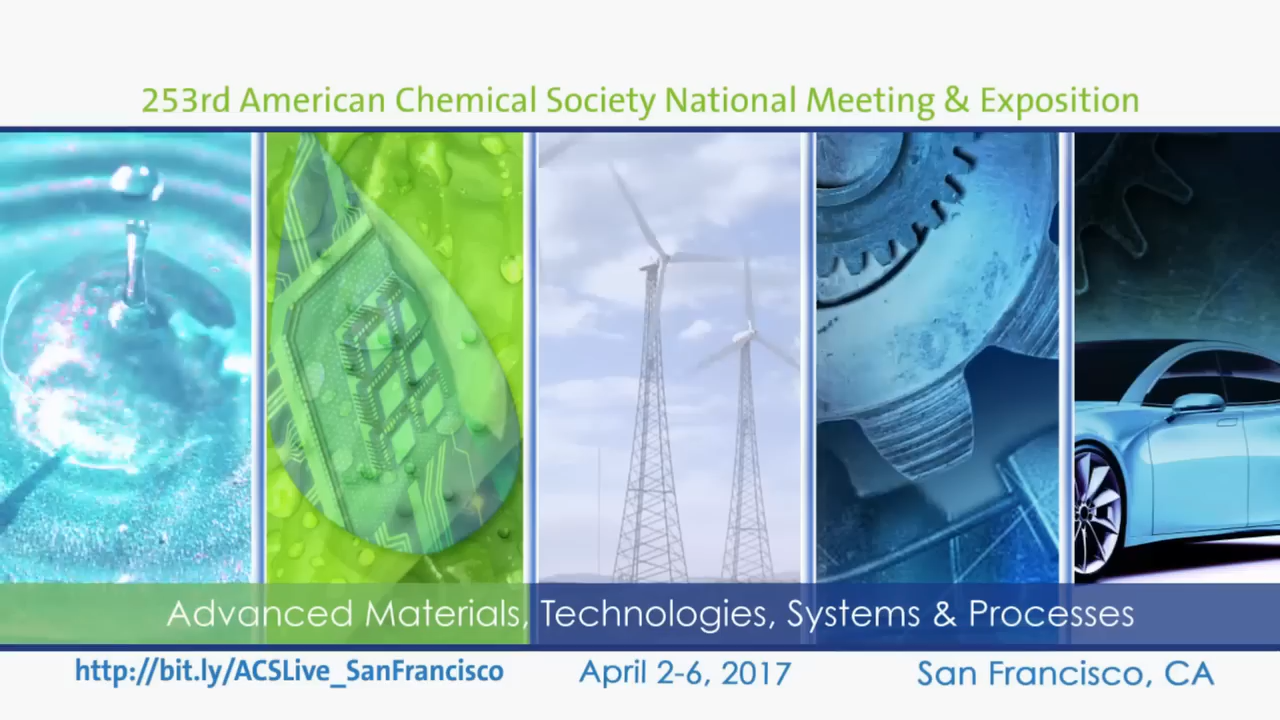 253rd American Chemical Society National Meeting & Exposition
Advanced Materials, Technologies, Systems & Processes
http://bit.ly/ACSLive_SanFrancisco April 2-6, 2017 San Francisco, CA